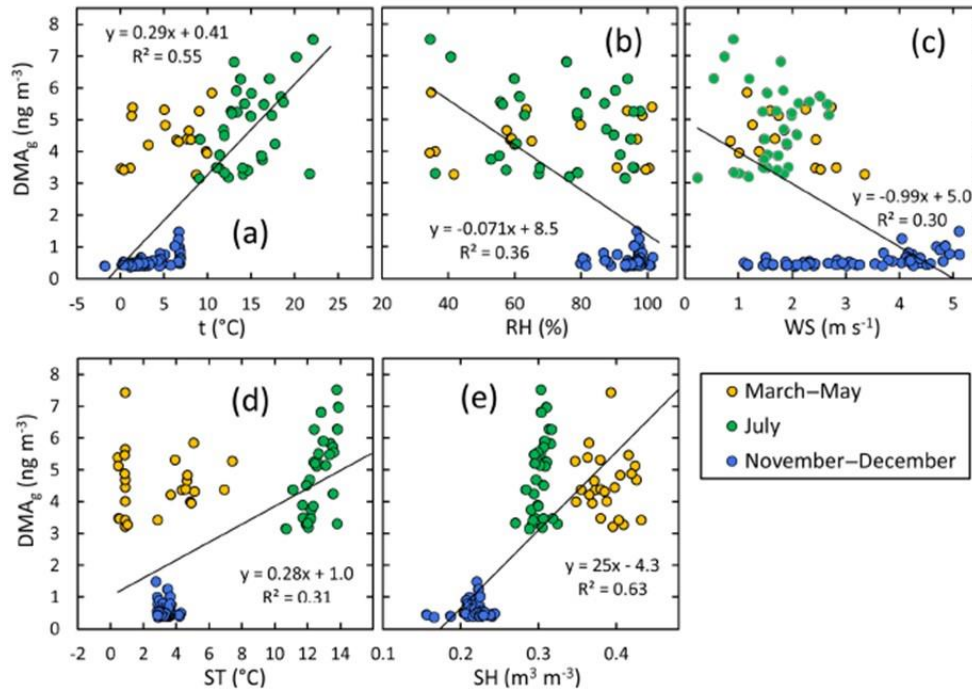 y = 0.29x + 0.41
R² = 0.55
(a)
DMAg (ng m-3)
8
7
6
5
4
3
2
1
0
-5 0 5 10 15 20 25
t (°C)
(b)
y = -0.071x + 8.5
R² = 0.36
20 40 60 80 100
RH (%)
(c)
y = -0.99x + 5.0
R² = 0.30
0 1 2 3 4 5
WS (m s-1)
(d)
y = 0.28x + 1.0
R² = 0.31
DMAg (ng m-3)
8
7
6
5
4
3
2
1
0
-2 0 2 4 6 8 10 12 14
ST (°C)
(e)
y = 25x - 4.3
R² = 0.63
0.1 0.2 0.3 0.4
SH (m³ m-3)
March–May
July
November–December